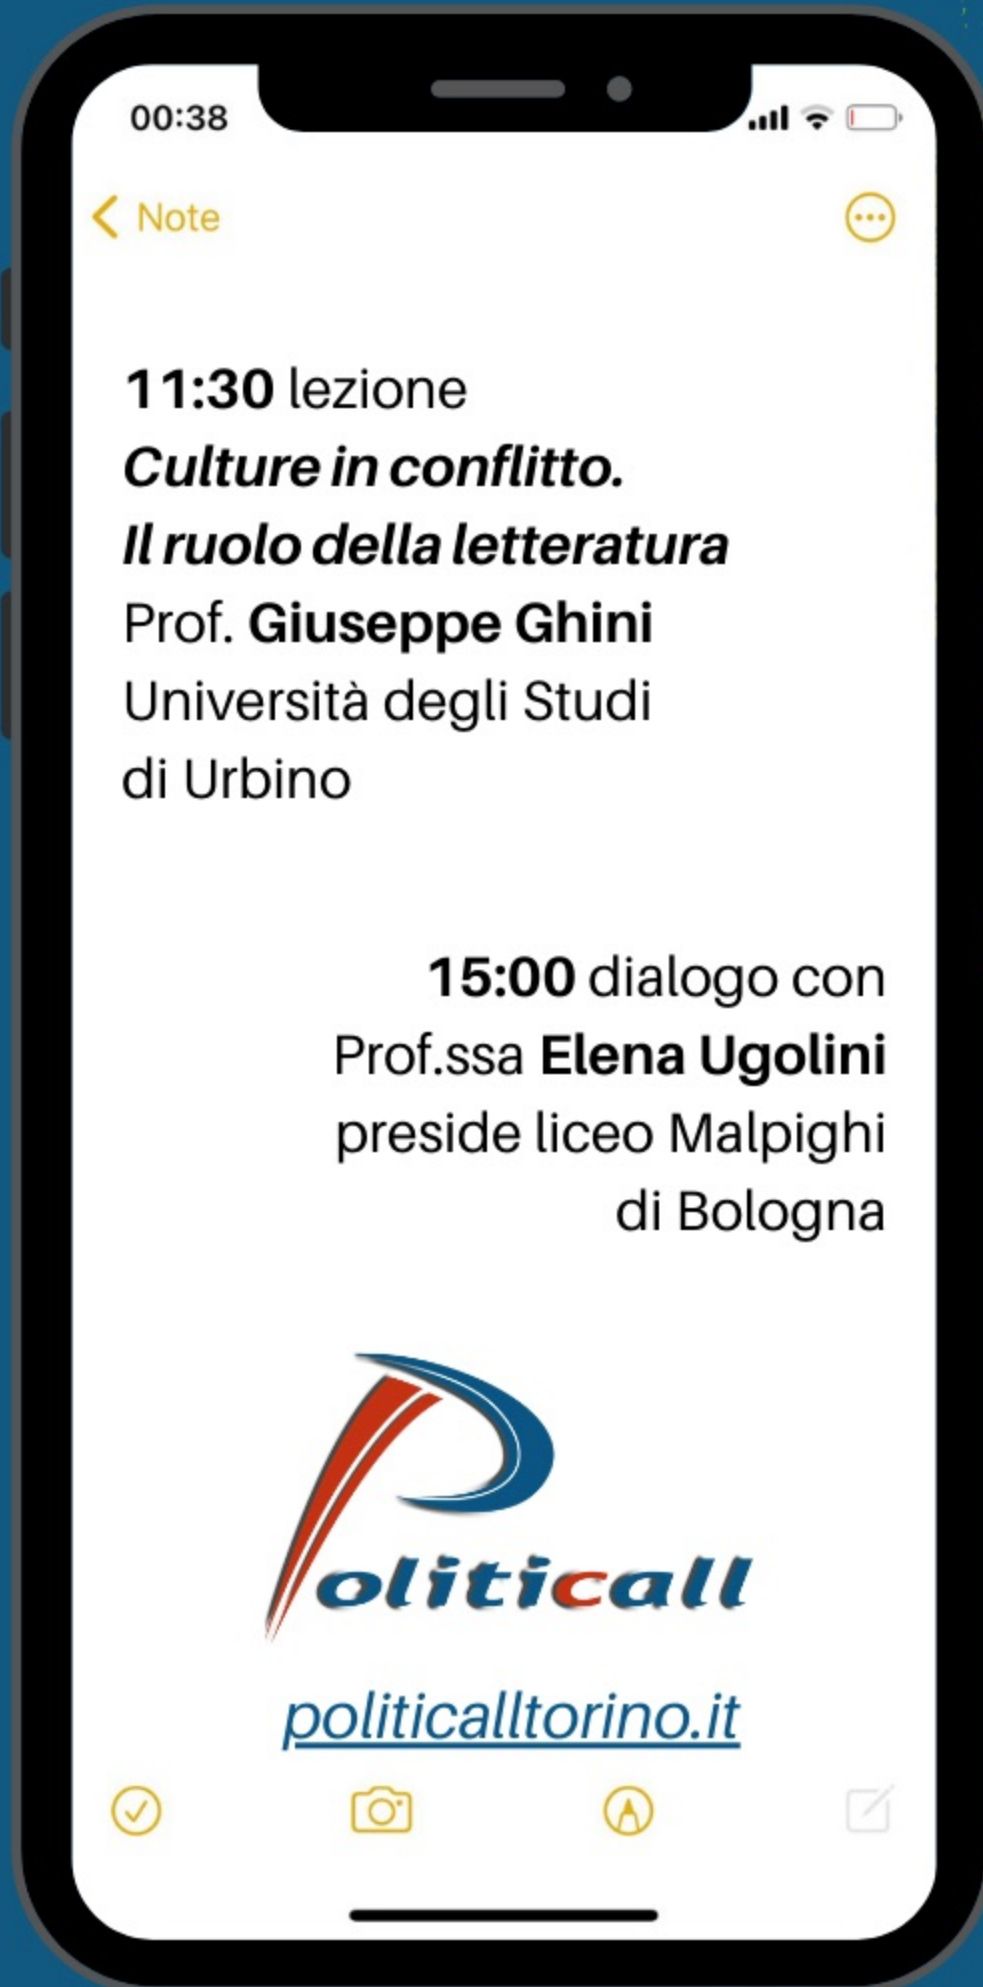 00:38
Note
11:30 lezione
Culture in conflitto.
Il ruolo della letteratura
Prof. Giuseppe Ghini
Università degli Studi
di Urbino
15:00 dialogo con
Prof.ssa Elena Ugolini
preside liceo Malpighi
di Bologna
Politicall
politicalltorino.it